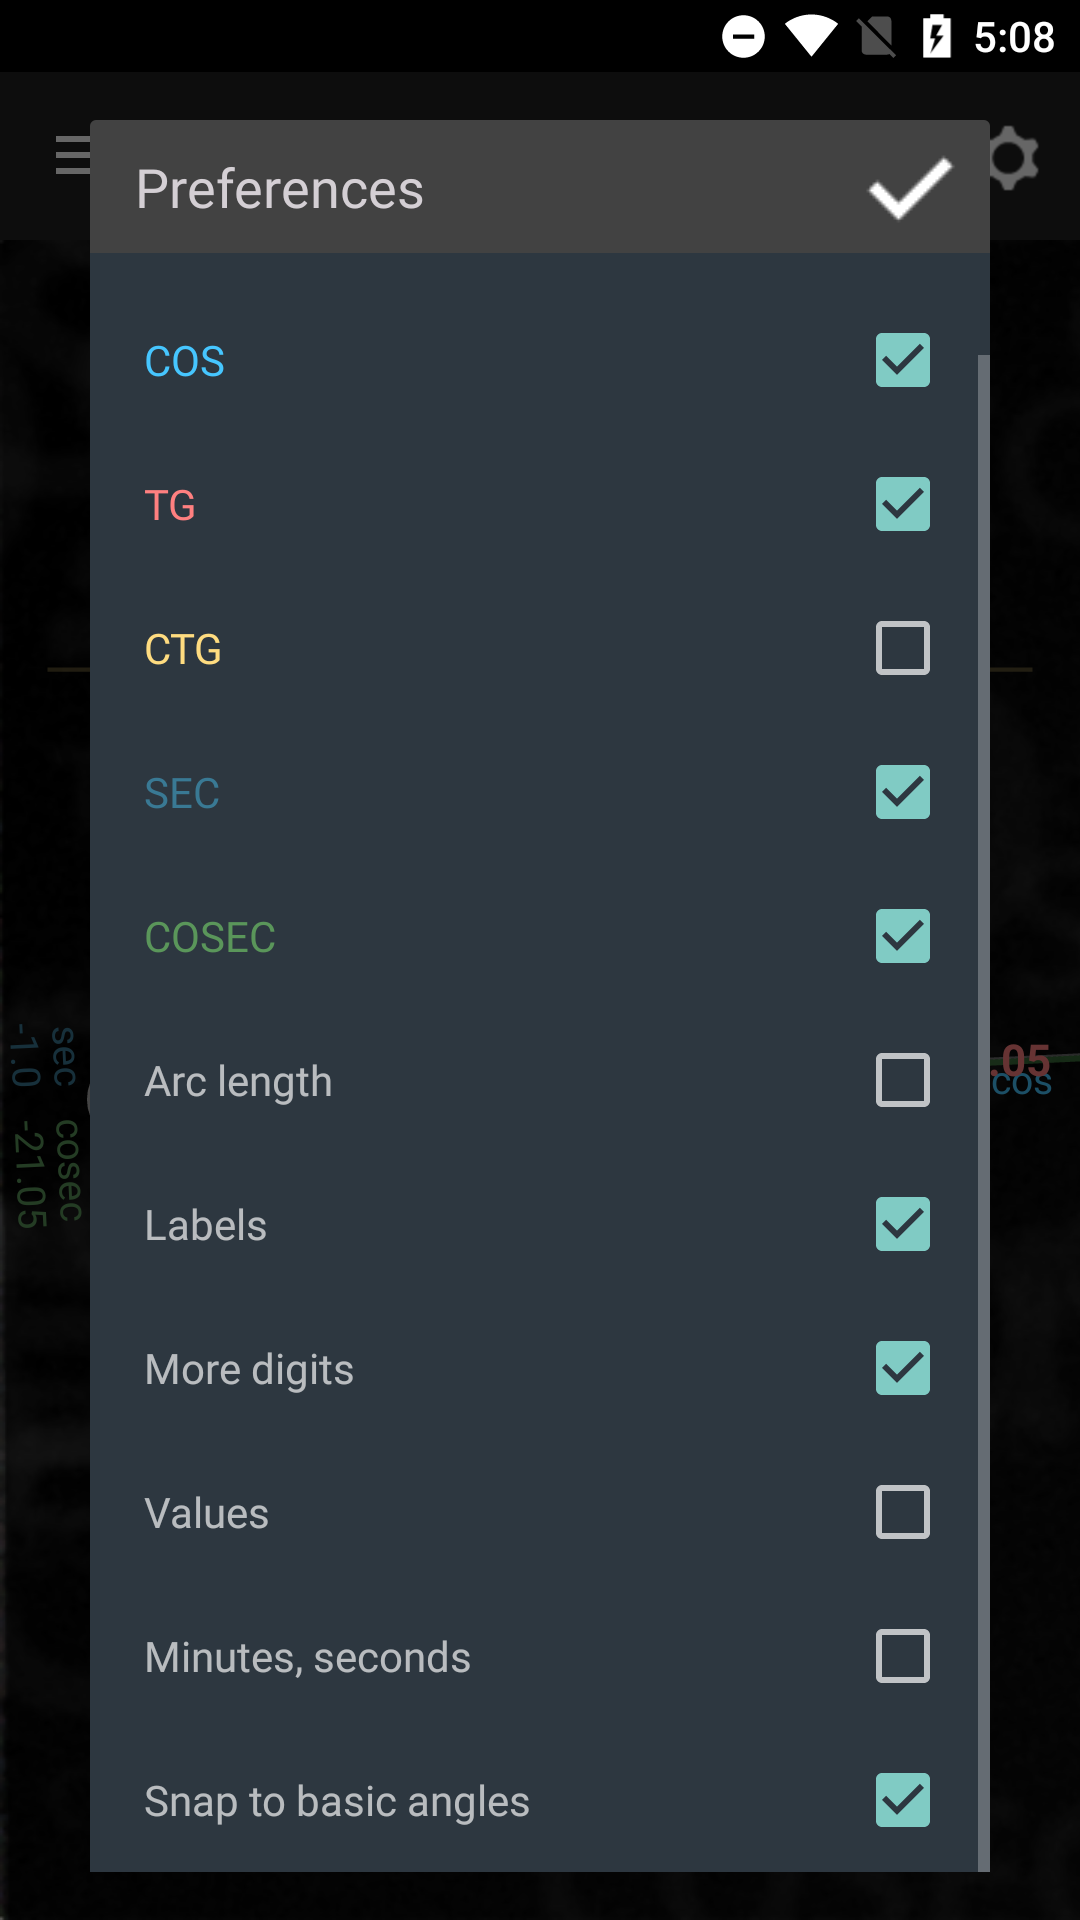 5:08
Preferences
COS
TG
CTG
SEC
COSEC
Arc length
Labels
More digits
Values
Minutes, seconds
Snap to basic angles
sec
-1.0
cosec
-21.05
.05
cos